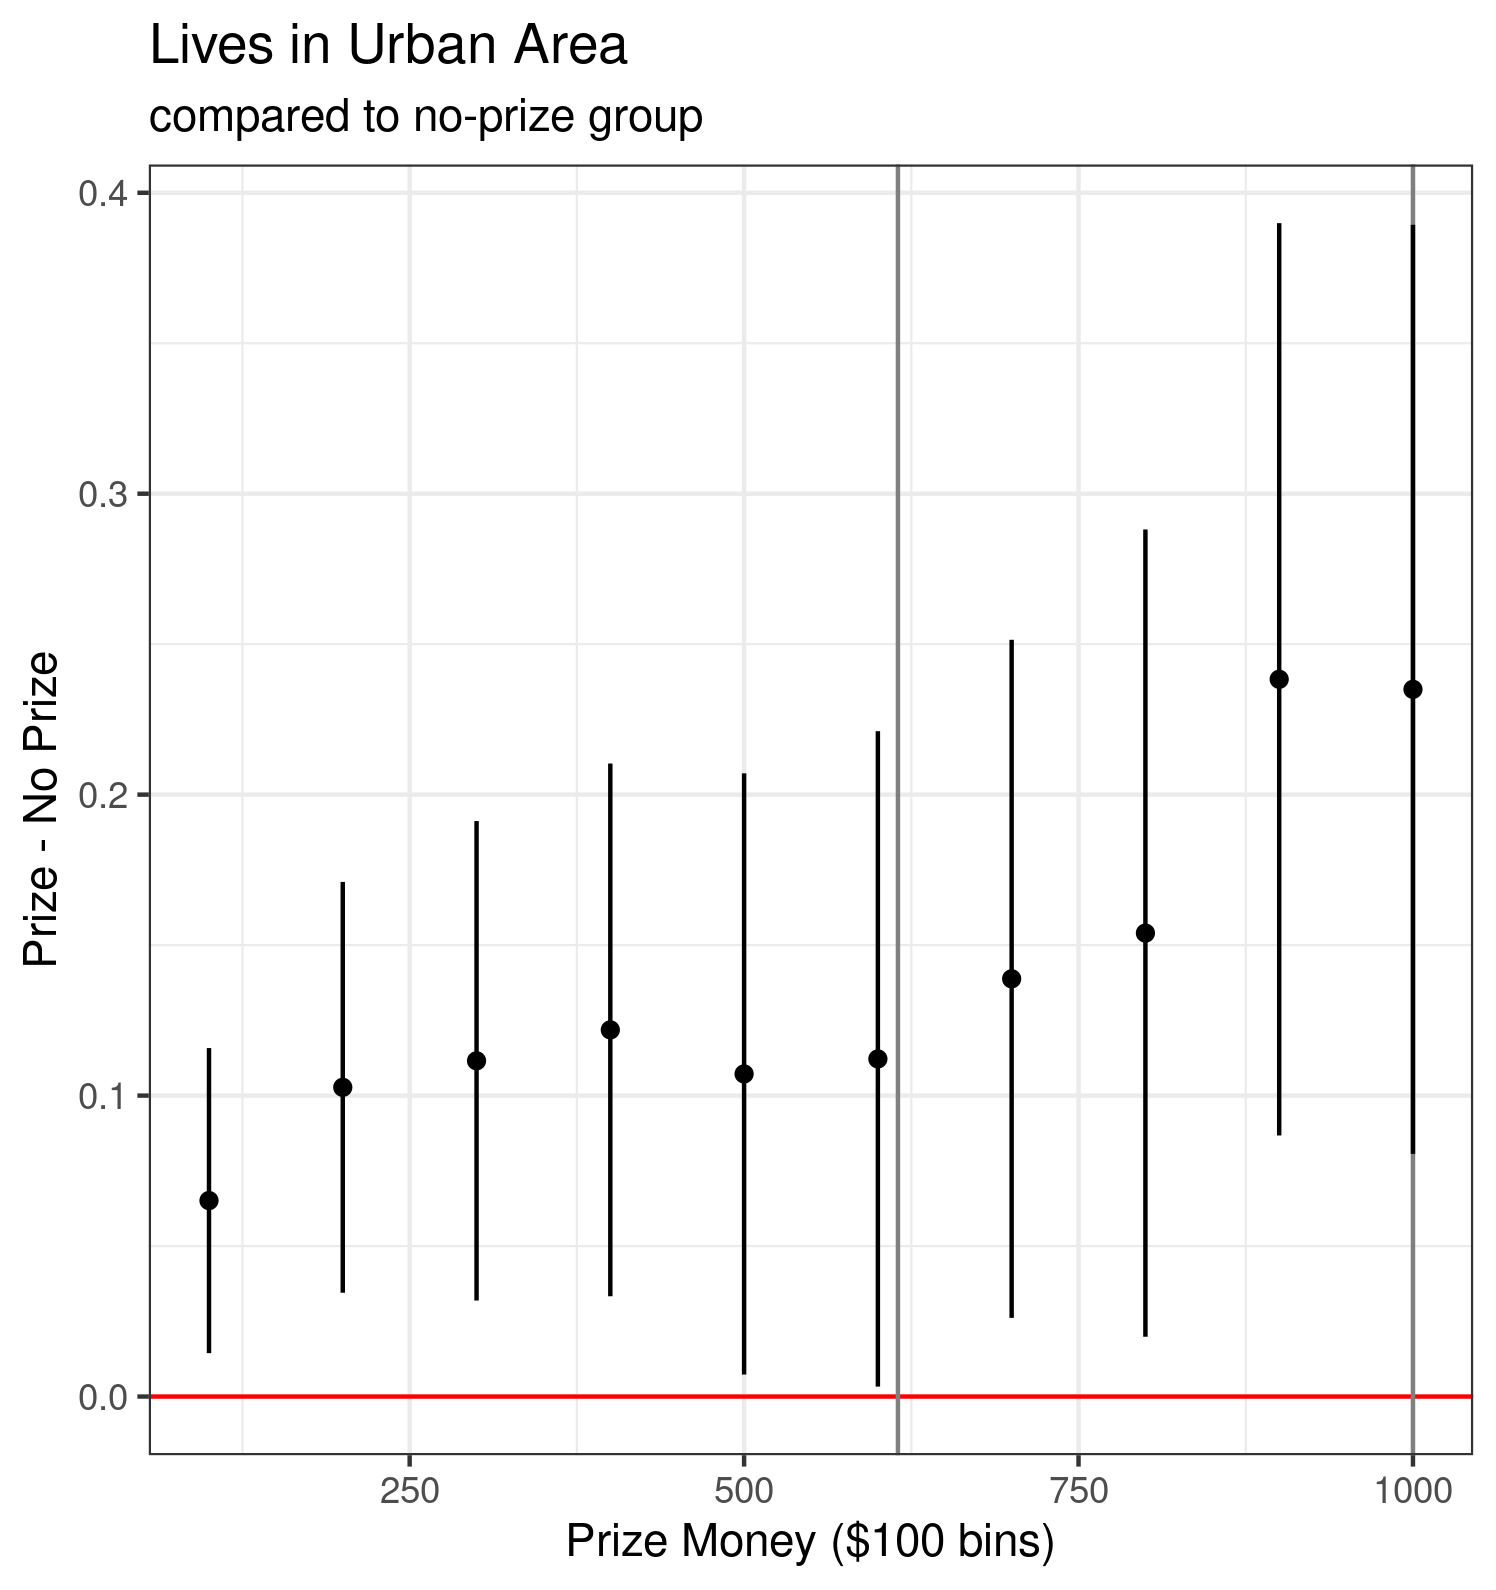 Lives in Urban Area
compared to no-prize group
Prize - No Prize
0.4
0.3
0.2
0.1
0.0
250 500 750 1000
Prize Money ($100 bins)